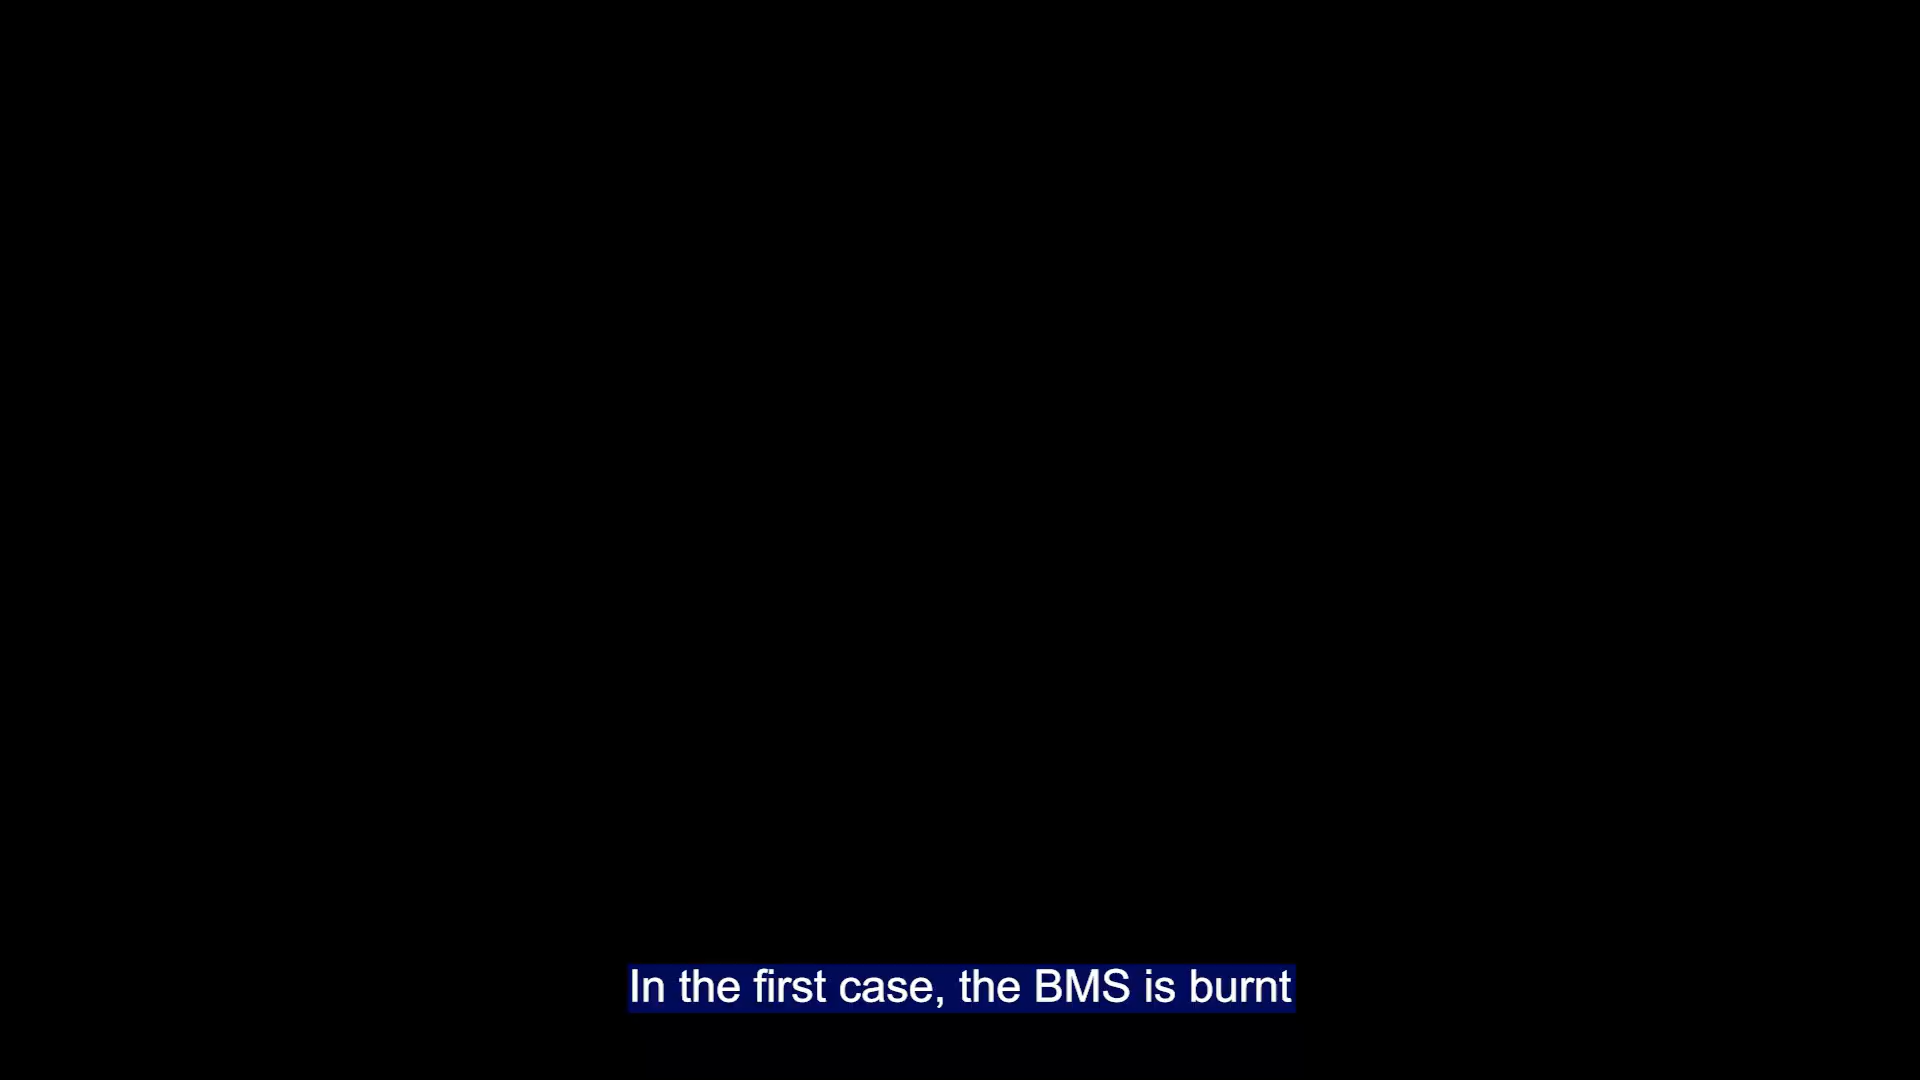 In the first case, the BMS is burnt